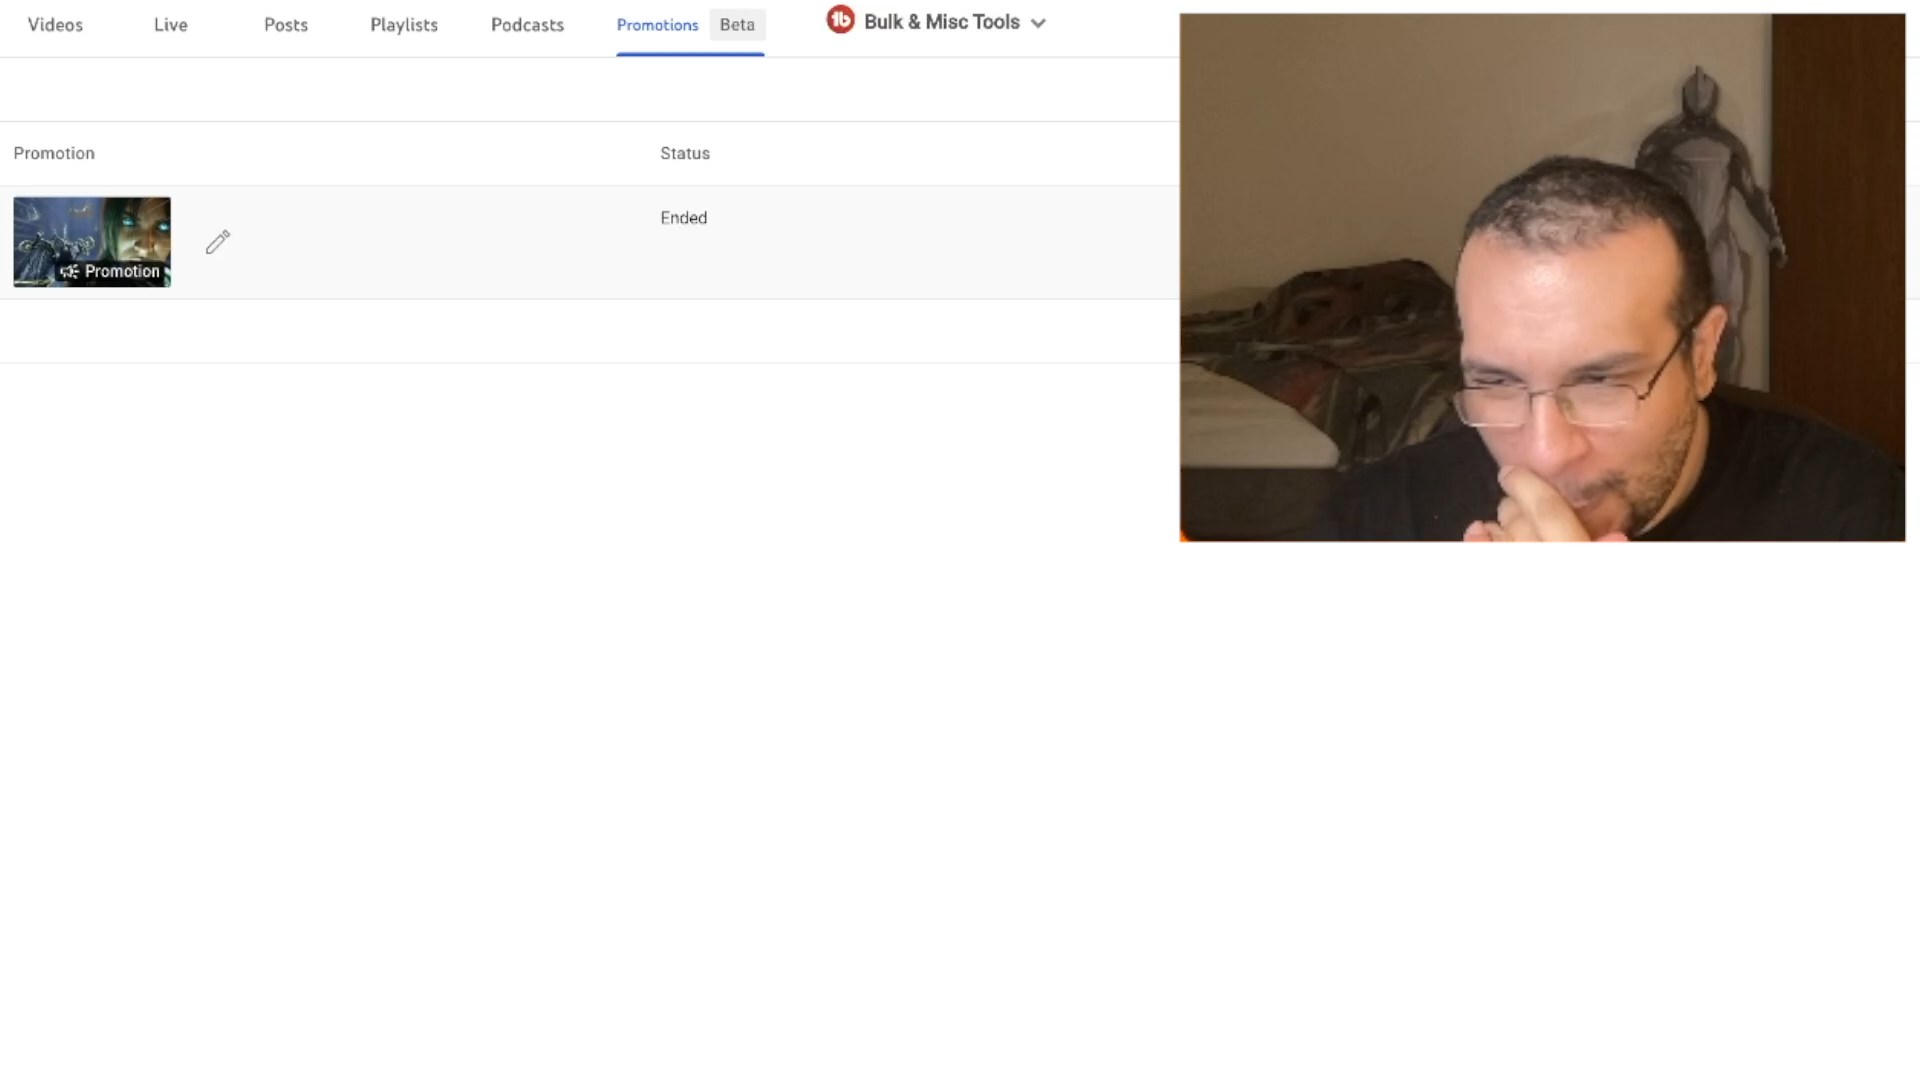 Videos Live Posts Playlists Podcasts Promotions Beta Bulk & Misc Tools
Promotion Status
Promotion Ended